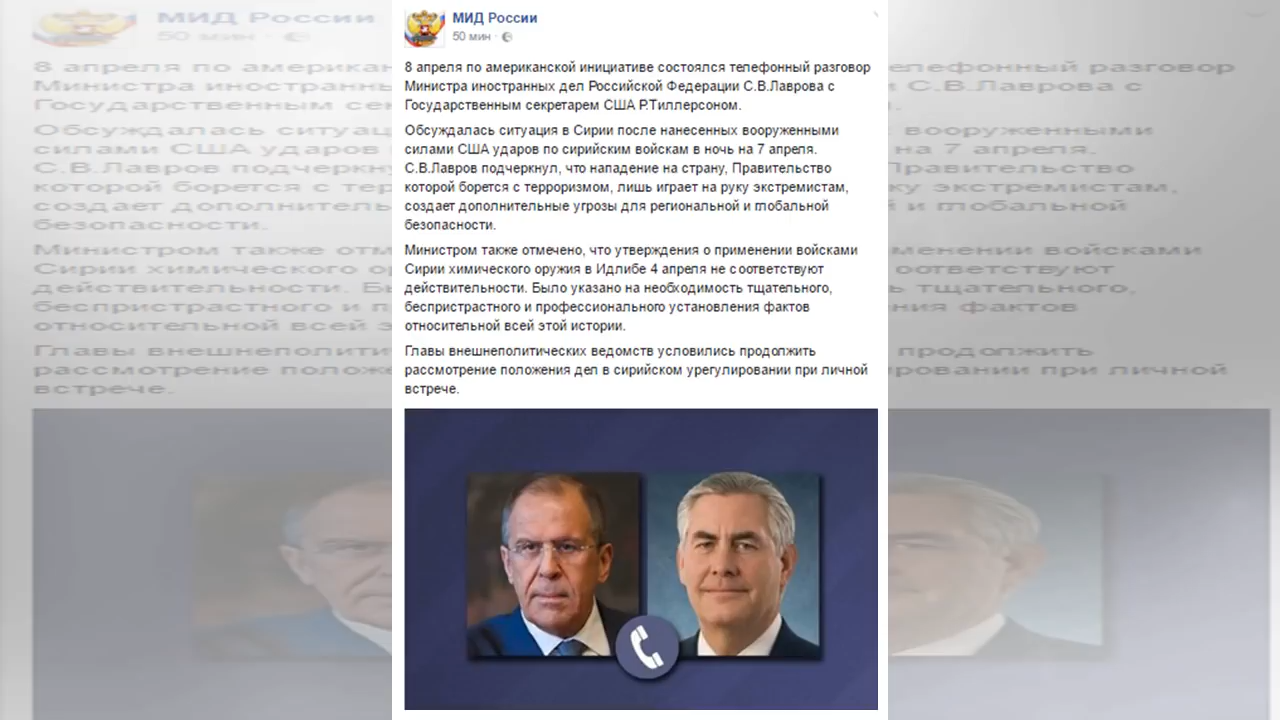 МИД России
50 мин ·
8 апреля по американской инициативе состоялся телефонный разговор
Министра иностранных дел Российской Федерации С.В.Лаврова с
Государственным секретарем США Р.Тиллерсоном.
Обсуждалась ситуация в Сирии после нанесенных вооруженными
силами США ударов по сирийским войскам в ночь на 7 апреля.
С.В.Лавров подчеркнул, что нападение на страну, Правительство
которой борется с терроризмом, лишь играет на руку экстремистам,
создает дополнительные угрозы для региональной и глобальной
безопасности.
Министром также отмечено, что утверждения о применении войсками
Сирии химического оружия в Идлибе 4 апреля не соответствуют
действительности. Было указано на необходимость тщательного,
беспристрастного и профессионального установления фактов
относительной всей этой истории.
Главы внешнеполитических ведомств условились продолжить
рассмотрение положения дел в сирийском урегулировании при личной
встрече.